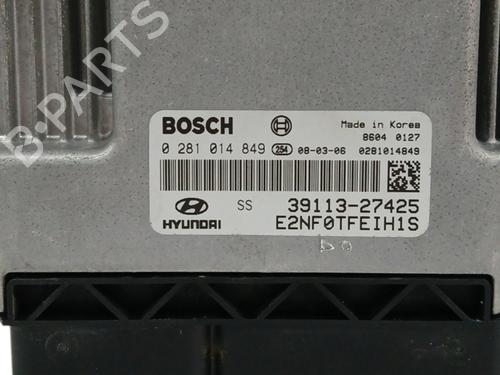 B-PARTS
BOSCH
Made in Korea
8604 0127
0 281 014 849 254 08-03-06 0281014849
SS 39113-27425
HYUNDAI E2NF0TFEIH1S